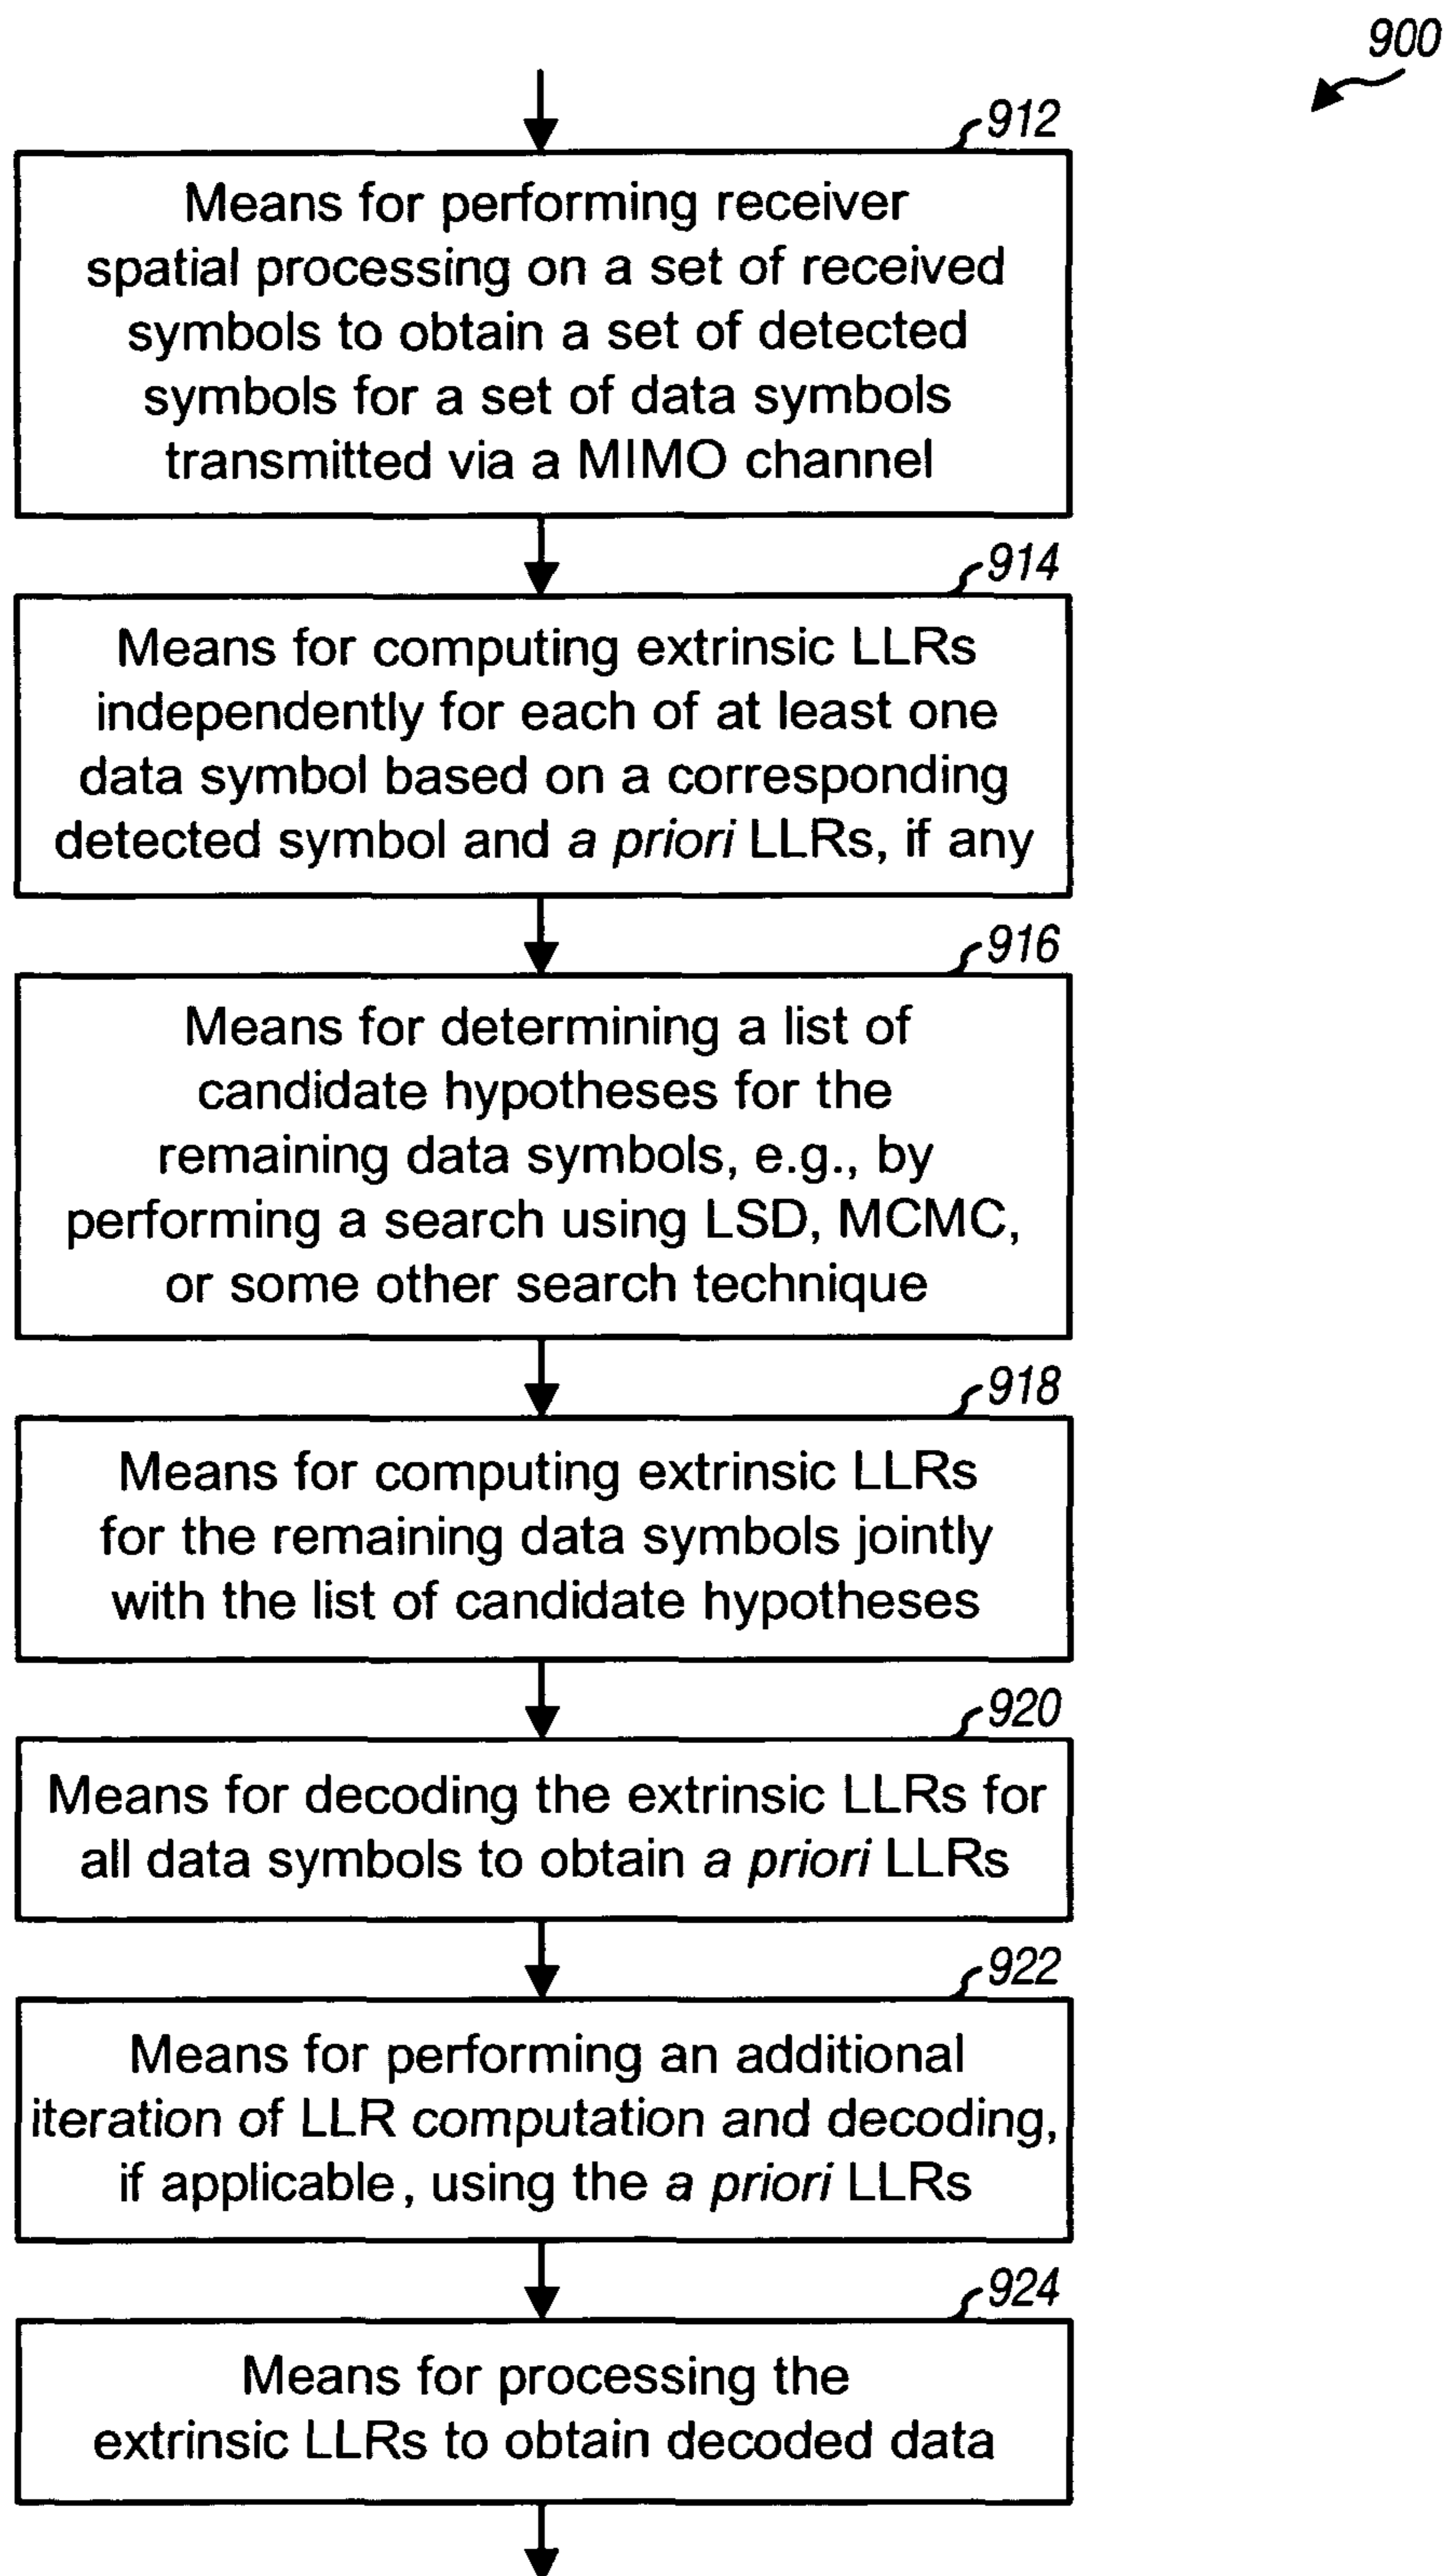 900
912
Means for performing receiver
spatial processing on a set of received
symbols to obtain a set of detected
symbols for a set of data symbols
transmitted via a MIMO channel
914
Means for computing extrinsic LLRs
independently for each of at least one
data symbol based on a corresponding
detected symbol and a priori LLRs, if any
916
Means for determining a list of
candidate hypotheses for the
remaining data symbols, e.g., by
performing a search using LSD, MCMC,
or some other search technique
918
Means for computing extrinsic LLRs
for the remaining data symbols jointly
with the list of candidate hypotheses
920
Means for decoding the extrinsic LLRs for
all data symbols to obtain a priori LLRs
922
Means for performing an additional
iteration of LLR computation and decoding,
if applicable, using the a priori LLRs
924
Means for processing the
extrinsic LLRs to obtain decoded data